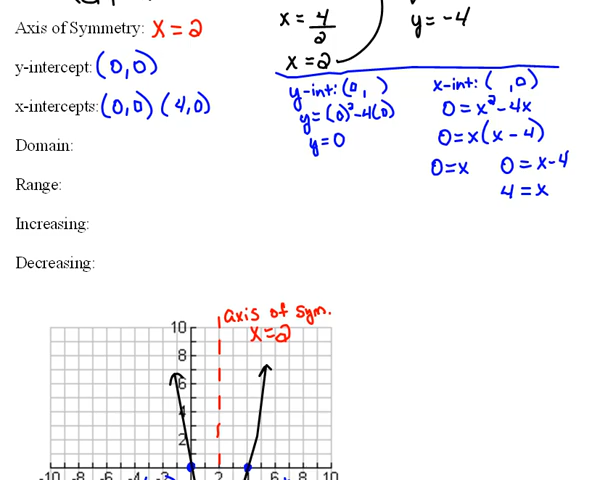 Axis of Symmetry: x = 2
y-intercept: (0,0)
x-intercepts: (0,0) (4,0)
Domain:
Range:
Increasing:
Decreasing:
x = 4/2
x = 2
y = -4
y-int: (0, )
y = (0)² - 4(0)
y = 0
x-int: ( , 0)
0 = x² - 4x
0 = x(x - 4)
0 = x 0 = x - 4
4 = x
axis of sym.
x = 2
10
8
6
4
2
-10 -8 -6 -4 2 6 8 10